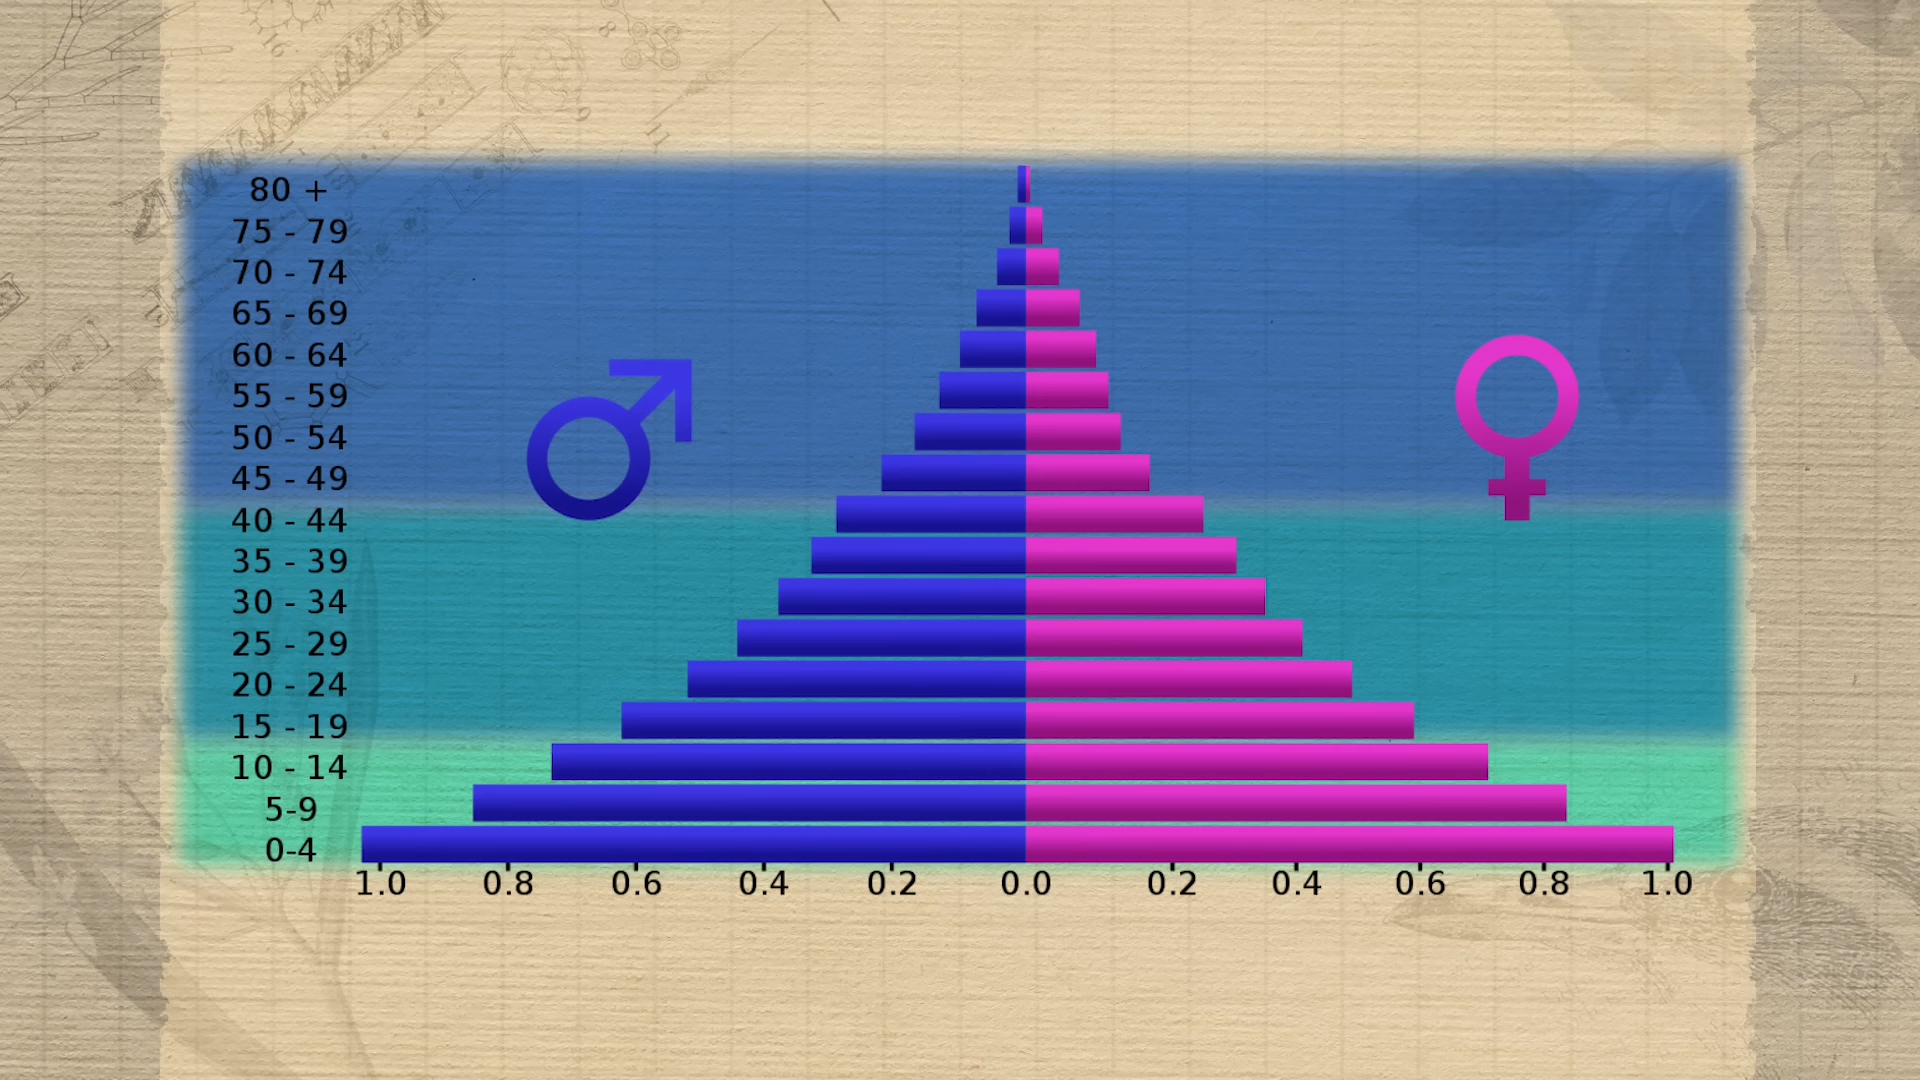 80 +
75 - 79
70 - 74
65 - 69
60 - 64
55 - 59
50 - 54
45 - 49
40 - 44
35 - 39
30 - 34
25 - 29
20 - 24
15 - 19
10 - 14
5-9
0-4
1.0 0.8 0.6 0.4 0.2 0.0 0.2 0.4 0.6 0.8 1.0